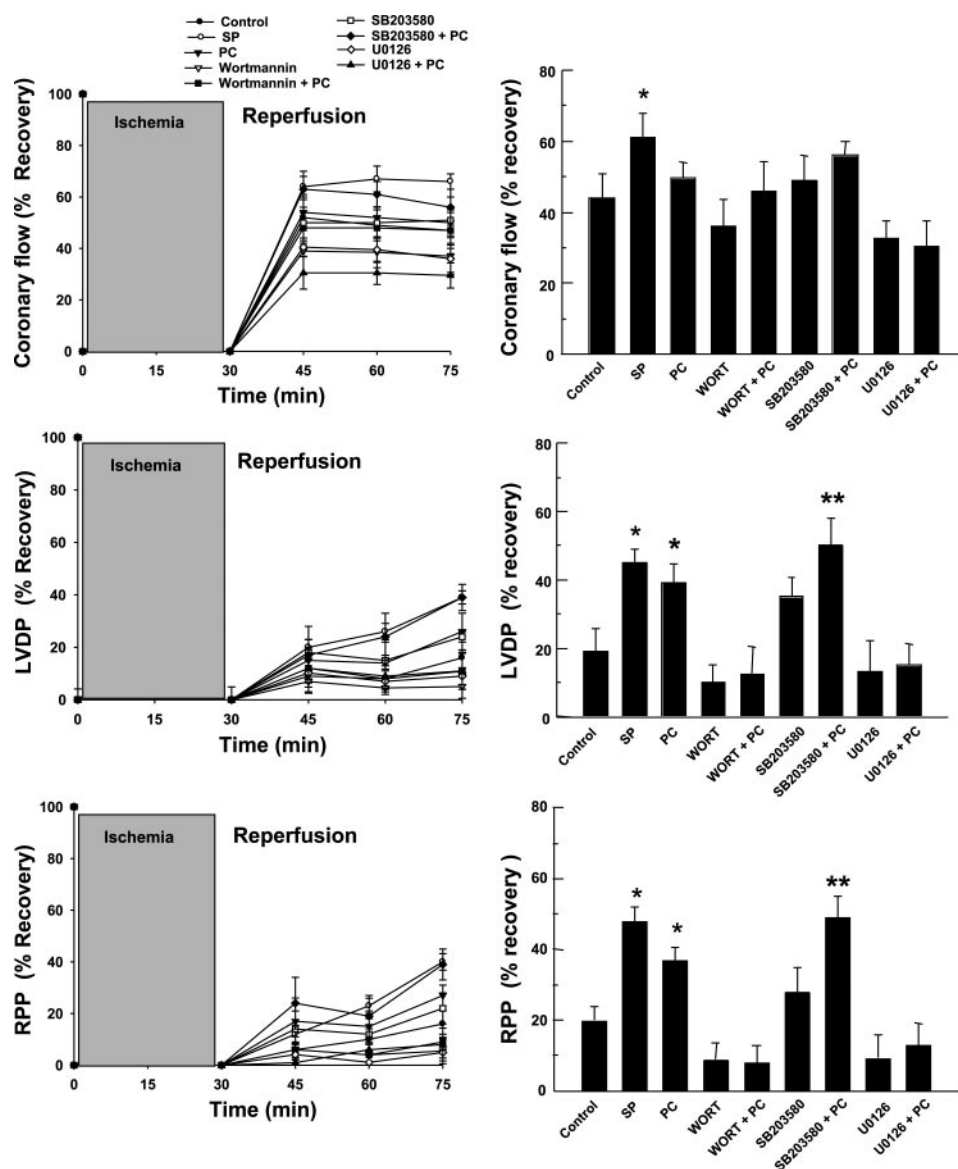 Control
SP
PC
Wortmannin
Wortmannin + PC
SB203580
SB203580 + PC
U0126
U0126 + PC
Coronary flow (% Recovery)
100
80
60
40
20
0
Ischemia
Reperfusion
0 15 30 45 60 75
Time (min)
Coronary flow (% recovery)
80
60
40
20
0
*
Control SP PC WORT WORT + PC SB203580 SB203580 + PC U0126 U0126 + PC
LVDP (% Recovery)
100
80
60
40
20
0
Ischemia
Reperfusion
0 15 30 45 60 75
Time (min)
LVDP (% recovery)
80
60
40
20
0
* * **
Control SP PC WORT WORT + PC SB203580 SB203580 + PC U0126 U0126 + PC
RPP (% Recovery)
100
80
60
40
20
0
Ischemia
Reperfusion
0 15 30 45 60 75
Time (min)
RPP (% recovery )
80
60
40
20
0
* * **
Control SP PC WORT WORT + PC SB203580 SB203580 + PC U0126 U0126 + PC